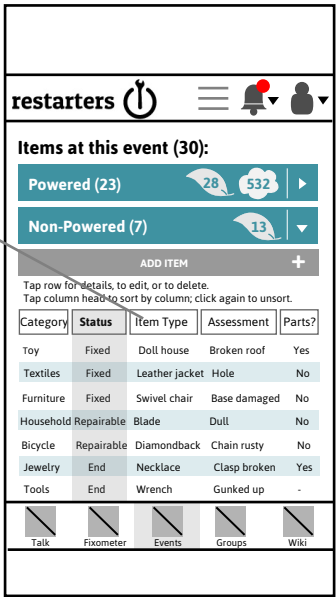 restarters
Items at this event (30):
Powered (23) 28 532
Non-Powered (7) 13
ADD ITEM +
Tap row for details, to edit, or to delete.
Tap column head to sort by column; click again to unsort.
Category Status Item Type Assessment Parts?
Toy Fixed Doll house Broken roof Yes
Textiles Fixed Leather jacket Hole No
Furniture Fixed Swivel chair Base damaged No
Household Repairable Blade Dull No
Bicycle Repairable Diamondback Chain rusty No
Jewelry End Necklace Clasp broken Yes
Tools End Wrench Gunked up -
Talk Fixometer Events Groups Wiki